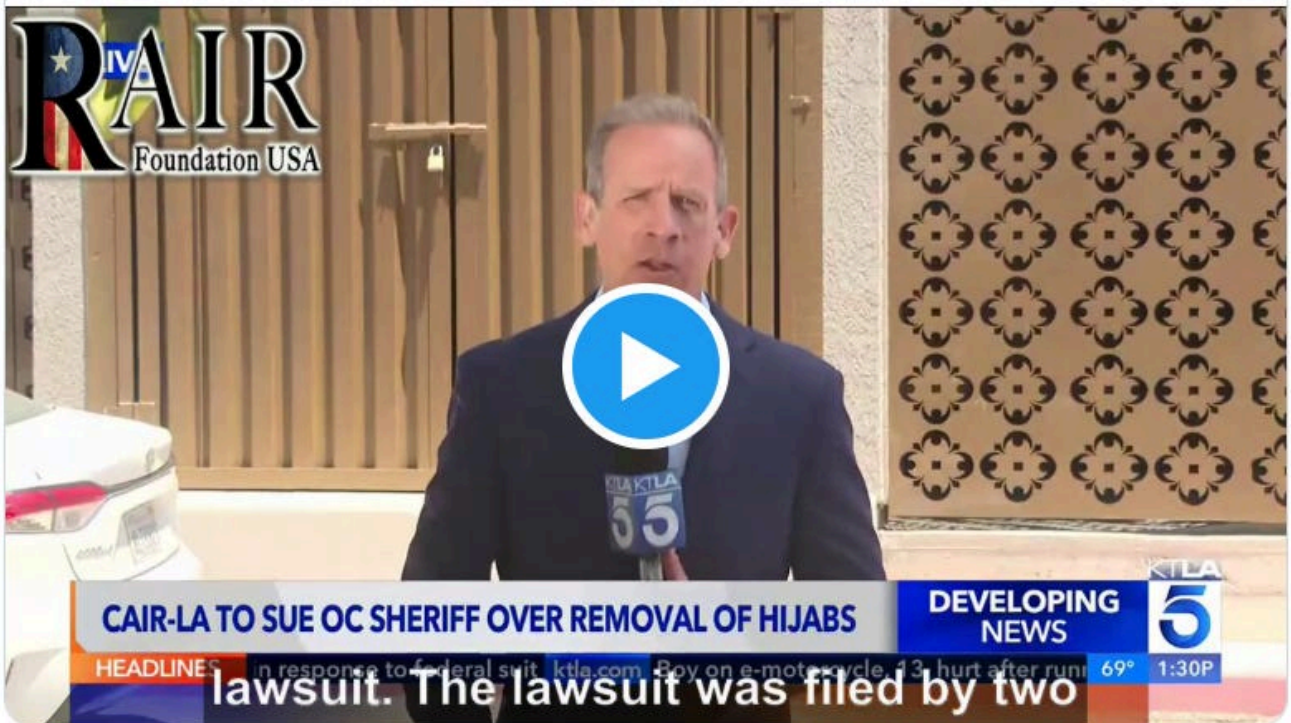 RAIR
Foundation USA
KTLA KTLA
5 5
KTLA
5
CAIR-LA TO SUE OC SHERIFF OVER REMOVAL OF HIJABS
DEVELOPING
NEWS
HEADLINES in response to federal suit ktla.com Boy on e-motorcycle, 13, hurt after 69° 1:30P
lawsuit. The lawsuit was filed by two